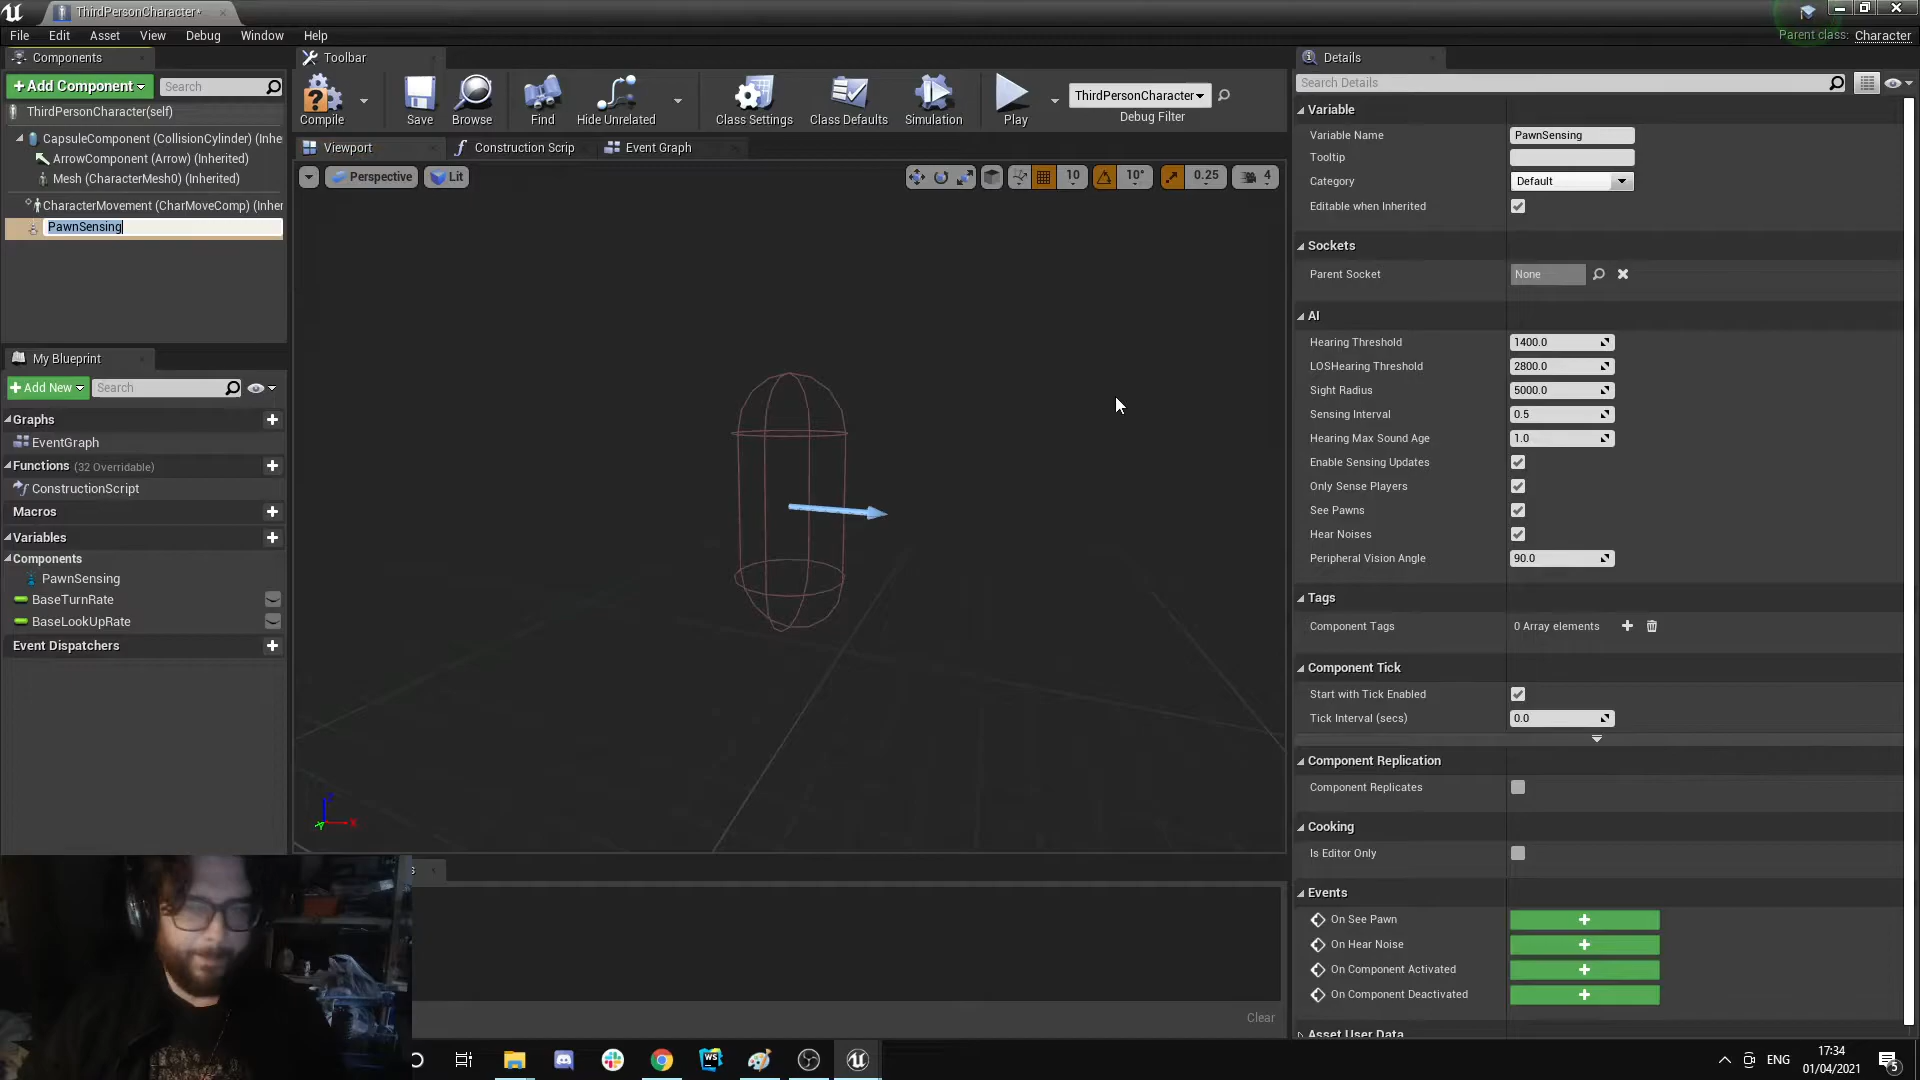 ThirdPersonCharacter*
File Edit Asset View Debug Window Help
Parent class: Character
Components
+Add Component
Search
ThirdPersonCharacter(self)
CapsuleComponent (CollisionCylinder) (Inhe
ArrowComponent (Arrow) (Inherited)
Mesh (CharacterMesh0) (Inherited)
CharacterMovement (CharMoveComp) (Inher
PawnSensing
My Blueprint
+Add New
Search
Graphs
EventGraph
Functions (32 Overridable)
ConstructionScript
Macros
Variables
Components
PawnSensing
BaseTurnRate
BaseLookUpRate
Event Dispatchers
Toolbar
Compile
Save
Browse
Find
Hide Unrelated
Class Settings
Class Defaults
Simulation
Play
ThirdPersonCharacter
Debug Filter
Viewport
Construction Scrip
Event Graph
Perspective
Lit
10
10°
0.25
4
X
Clear
Details
Search Details
Variable
Variable Name PawnSensing
Tooltip
Category Default
Editable when Inherited
Sockets
Parent Socket None
AI
Hearing Threshold 1400.0
LOSHearing Threshold 2800.0
Sight Radius 5000.0
Sensing Interval 0.5
Hearing Max Sound Age 1.0
Enable Sensing Updates
Only Sense Players
See Pawns
Hear Noises
Peripheral Vision Angle 90.0
Tags
Component Tags 0 Array elements
Component Tick
Start with Tick Enabled
Tick Interval (secs) 0.0
Component Replication
Component Replicates
Cooking
Is Editor Only
Events
On See Pawn
On Hear Noise
On Component Activated
On Component Deactivated
Asset User Data
WS
ENG
17:34
01/04/2021
5